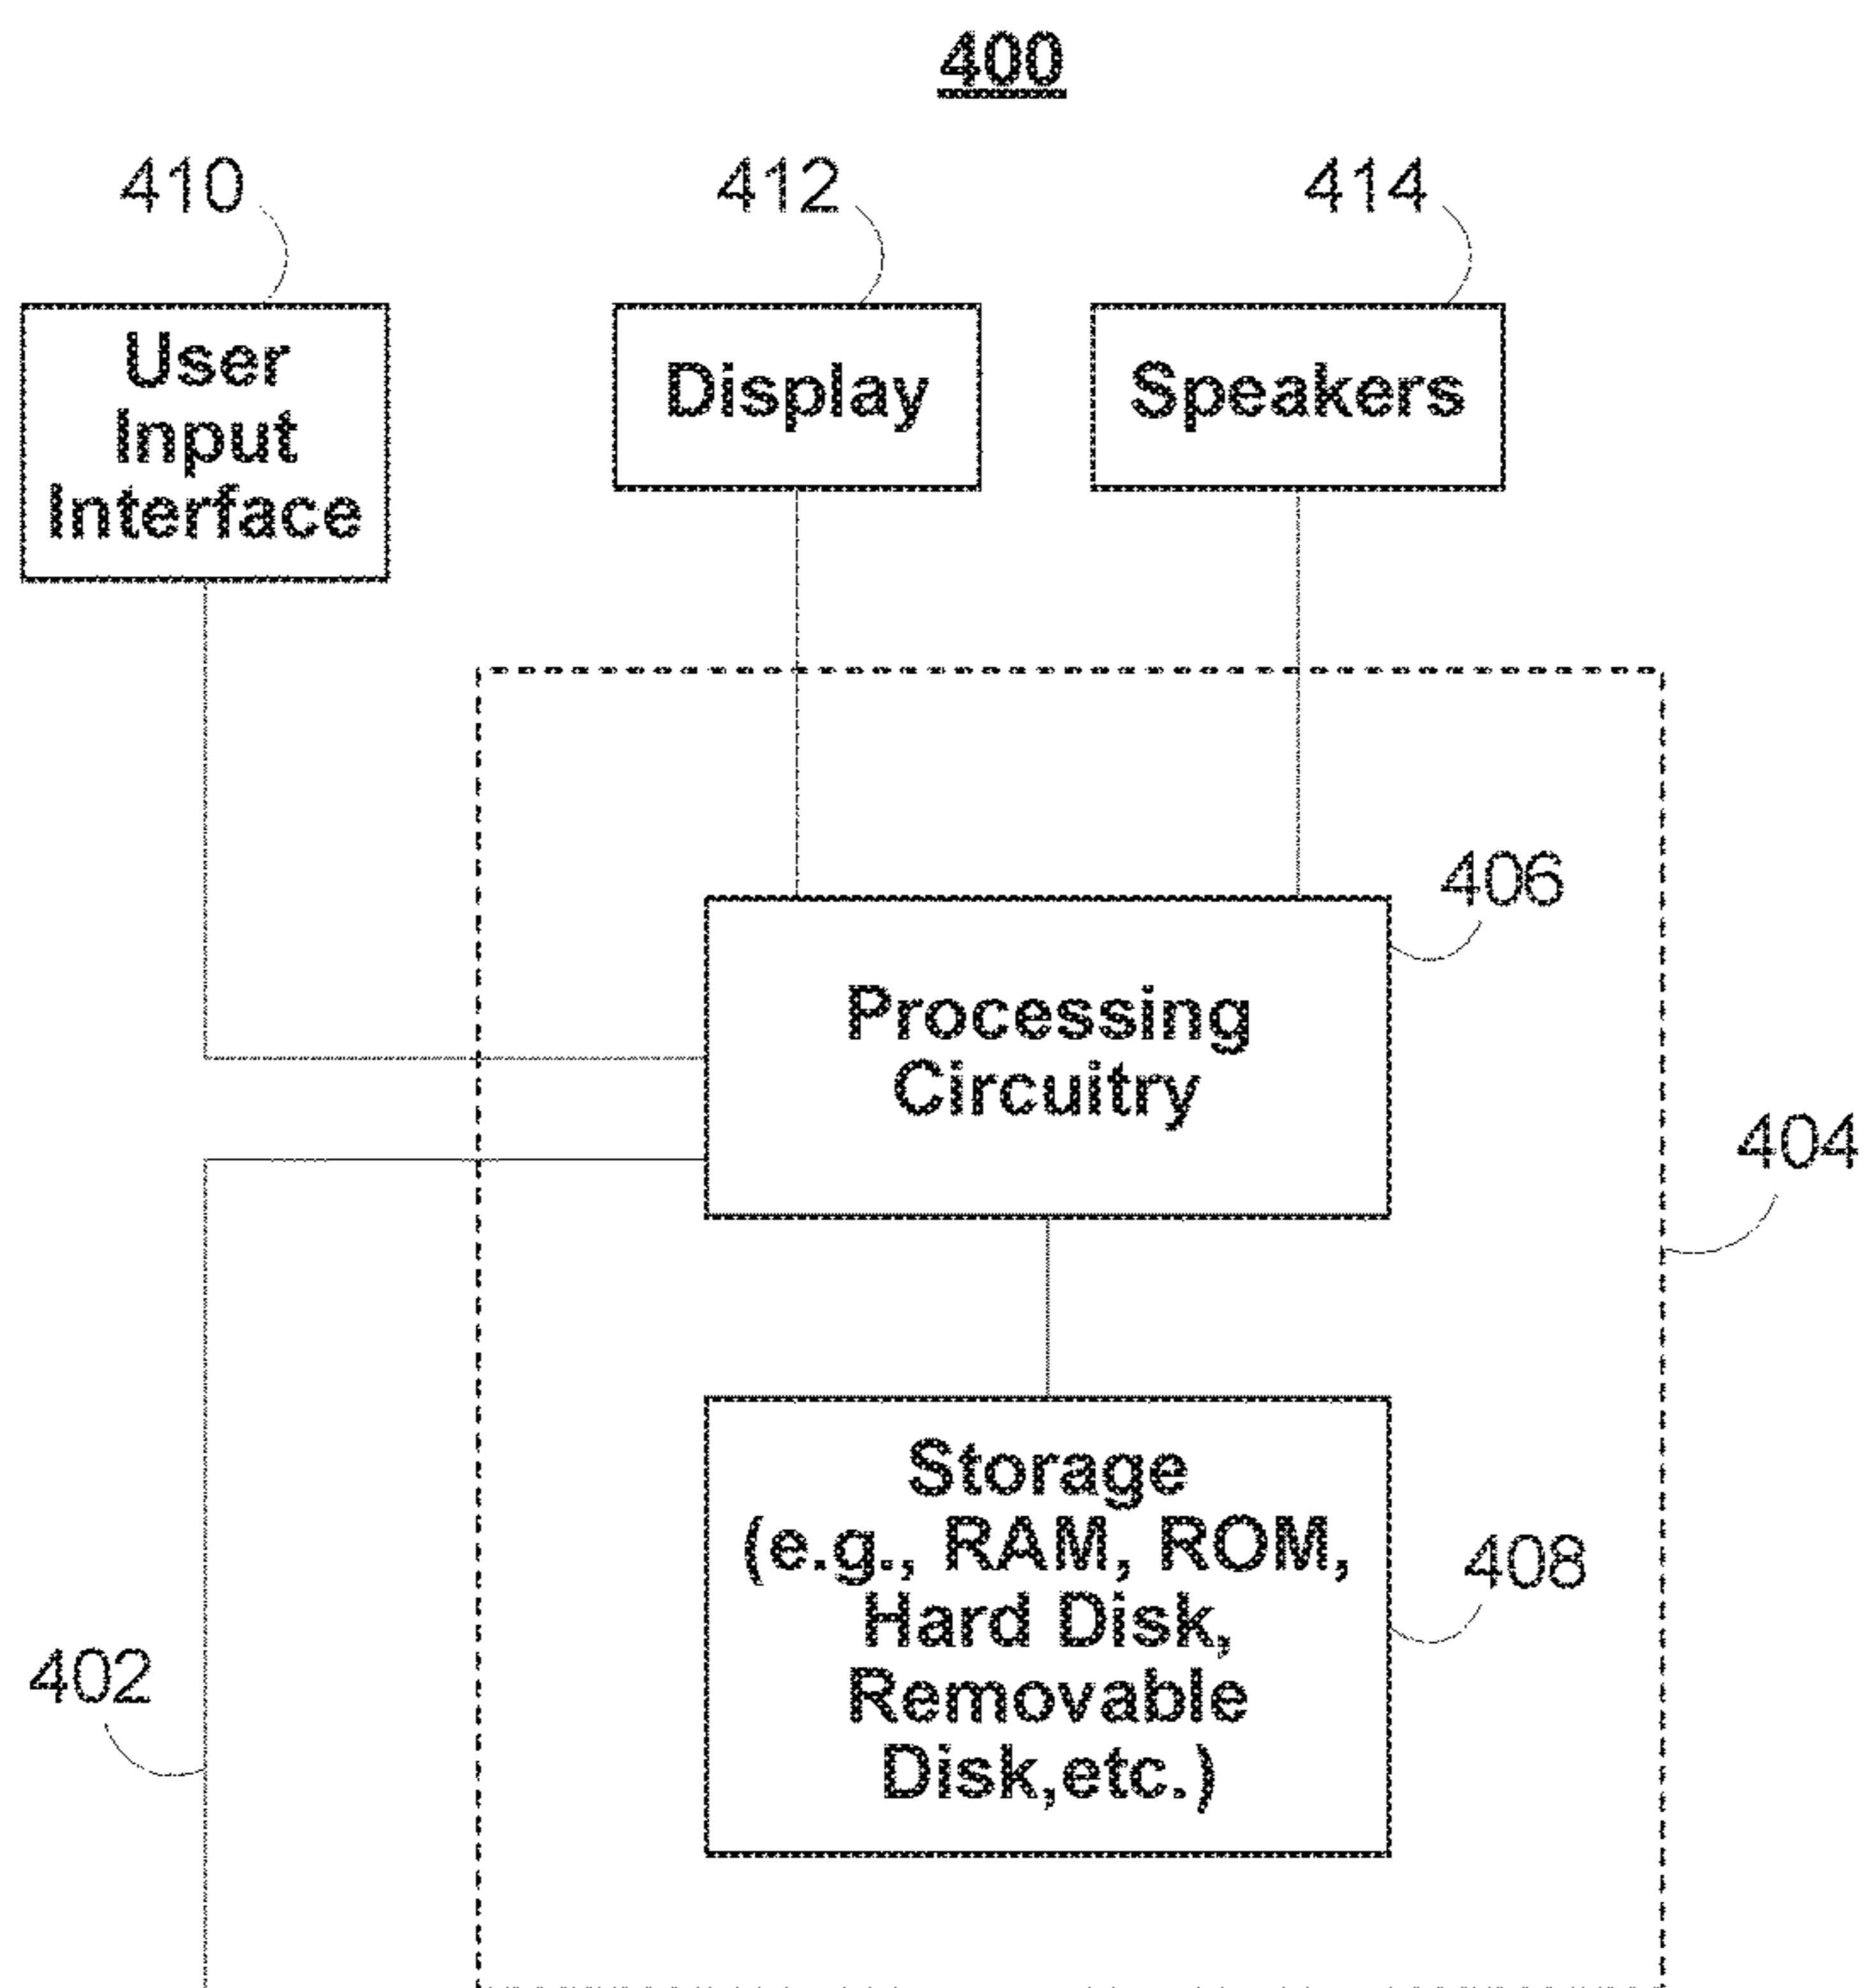 400
410
412
414
User
Input
Interface
Display
Speakers
406
Processing
Circuitry
404
Storage
(e.g., RAM, ROM,
Hard Disk,
Removable
Disk,etc.)
408
402